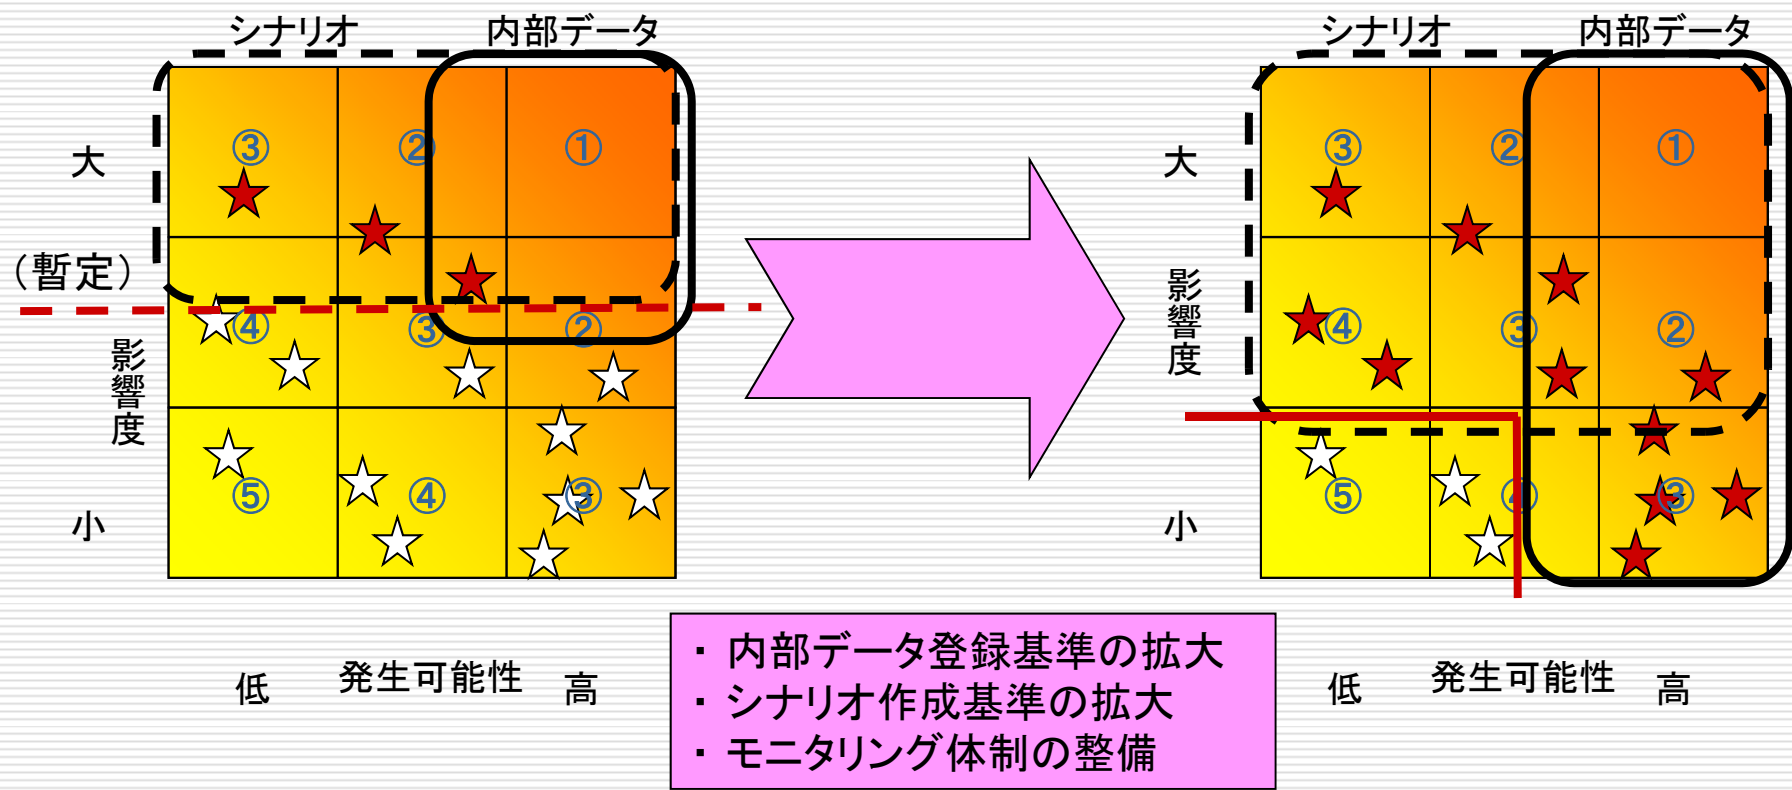 シナリオ
内部データ
大
(暫定)
影響度
小
③
②
①
④
③
②
⑤
④
③
低
発生可能性
高
・ 内部データ登録基準の拡大
・ シナリオ作成基準の拡大
・ モニタリング体制の整備
シナリオ
内部データ
大
影響度
小
③
②
①
④
③
②
⑤
④
③
低
発生可能性
高